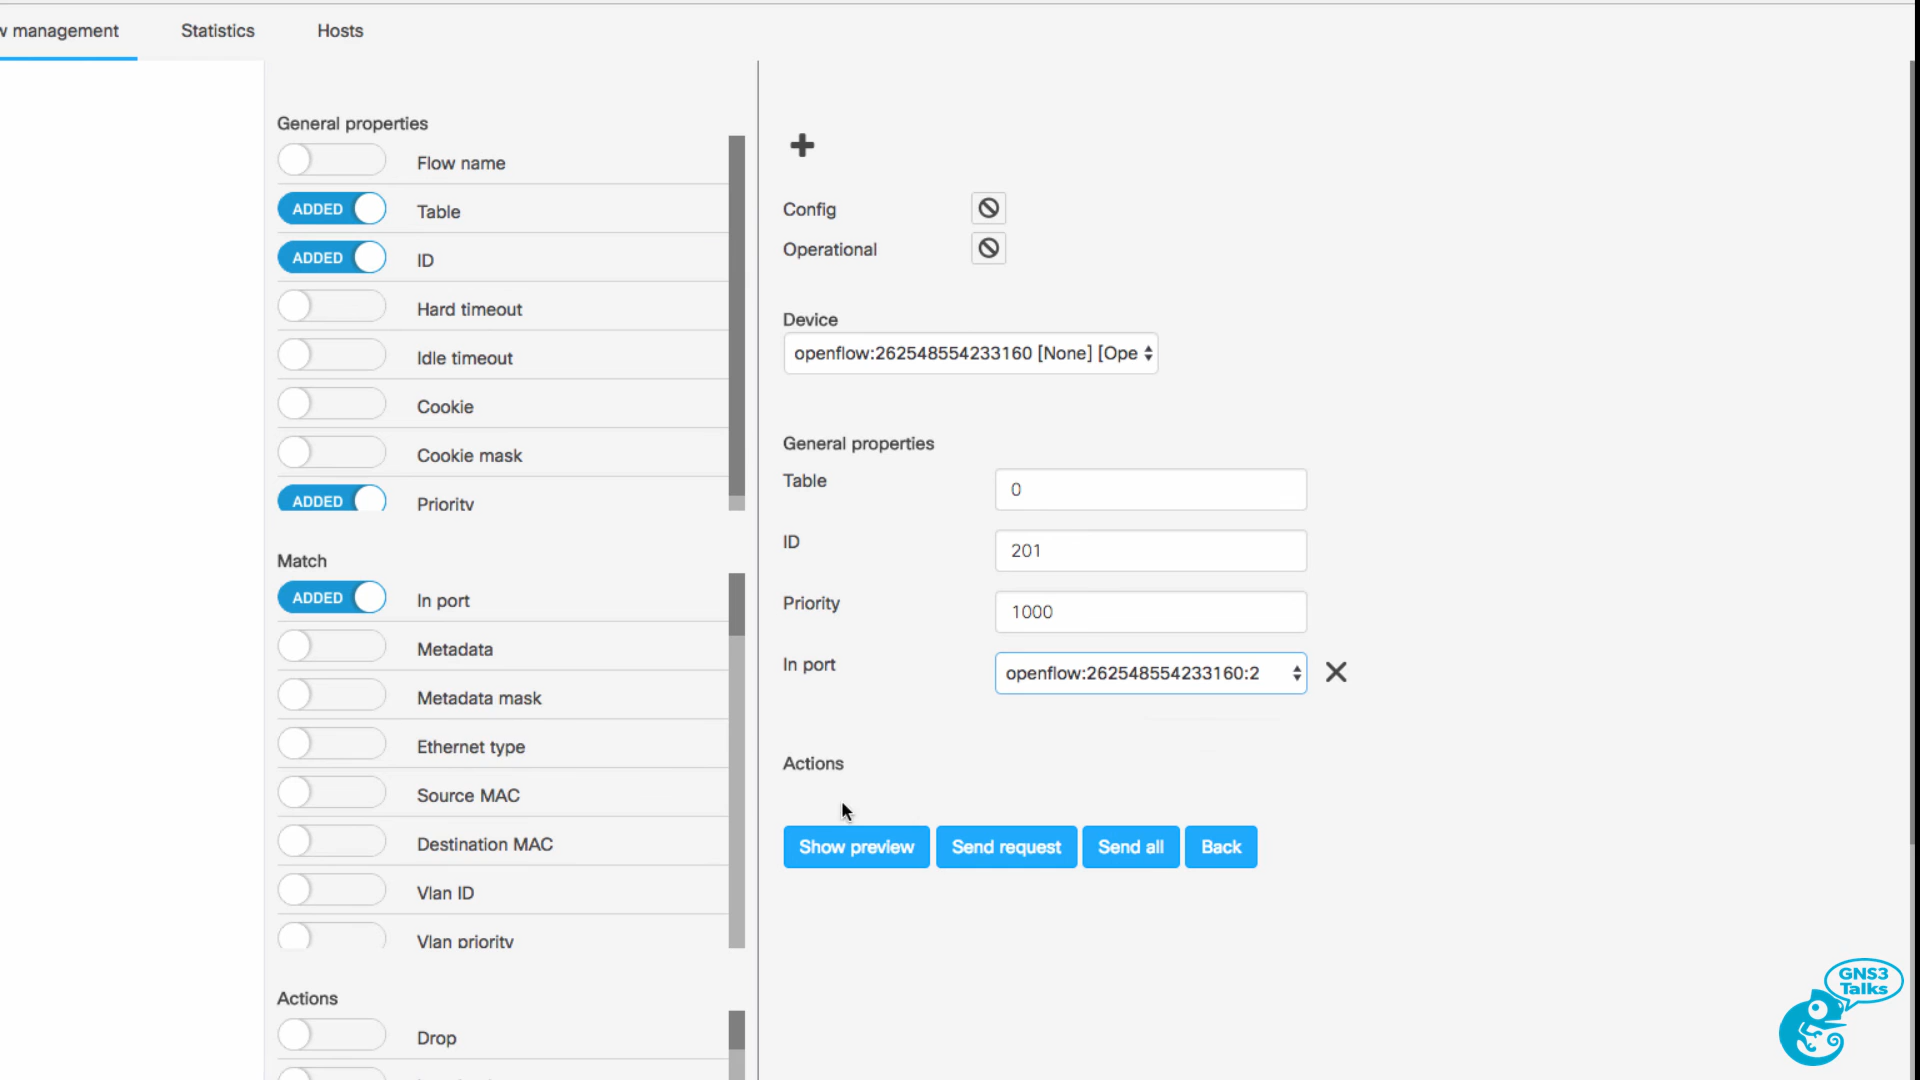 w management
Statistics
Hosts
General properties
Flow name
ADDED Table
ADDED ID
Hard timeout
Idle timeout
Cookie
Cookie mask
ADDED Priority
Match
ADDED In port
Metadata
Metadata mask
Ethernet type
Source MAC
Destination MAC
Vlan ID
Vlan priority
Actions
Drop
Config
Operational
Device
openflow:262548554233160 [None] [Ope
General properties
Table 0
ID 201
Priority 1000
In port openflow:262548554233160:2
Actions
Show preview Send request Send all Back
GNS3
Talks